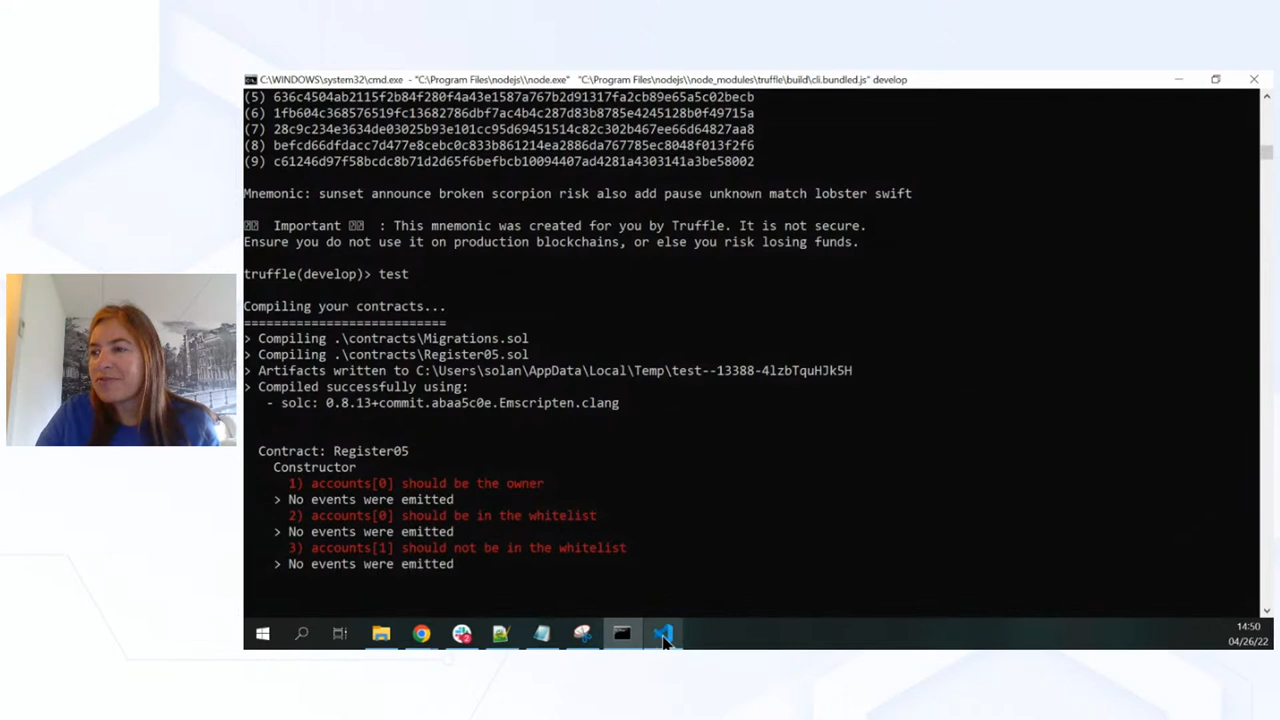 C:\WINDOWS\system32\cmd.exe - "C:\Program Files\nodejs\\node.exe" "C:\Program Files\nodejs\\node_modules\truffle\build\cli.bundled.js" develop
(5) 636c4504ab2115f2b84f280f4a43e1587a767b2d91317fa2cb89e65a5c02becb
(6) 1fb604c368576519fc13682786dbf7ac4b4c287d83b8785e4245128b0f49715a
(7) 28c9c234e3634de03025b93e101cc95d69451514c82c302b467ee66d64827aa8
(8) befcd66dfdacc7d477e8cebc0c833b861214ea2886da767785ec8048f013f2f6
(9) c61246d97f58bcdc8b71d2d65f6befbcb10094407ad4281a4303141a3be58002
Mnemonic: sunset announce broken scorpion risk also add pause unknown match lobster swift
Important : This mnemonic was created for you by Truffle. It is not secure.
Ensure you do not use it on production blockchains, or else you risk losing funds.
truffle(develop)> test
Compiling your contracts...
===========================
> Compiling .\contracts\Migrations.sol
> Compiling .\contracts\Register05.sol
> Artifacts written to C:\Users\solan\AppData\Local\Temp\test--13388-4lzbTquHJk5H
> Compiled successfully using:
- solc: 0.8.13+commit.abaa5c0e.Emscripten.clang
Contract: Register05
Constructor
1) accounts[0] should be the owner
> No events were emitted
2) accounts[0] should be in the whitelist
> No events were emitted
3) accounts[1] should not be in the whitelist
> No events were emitted
14:50
04/26/22